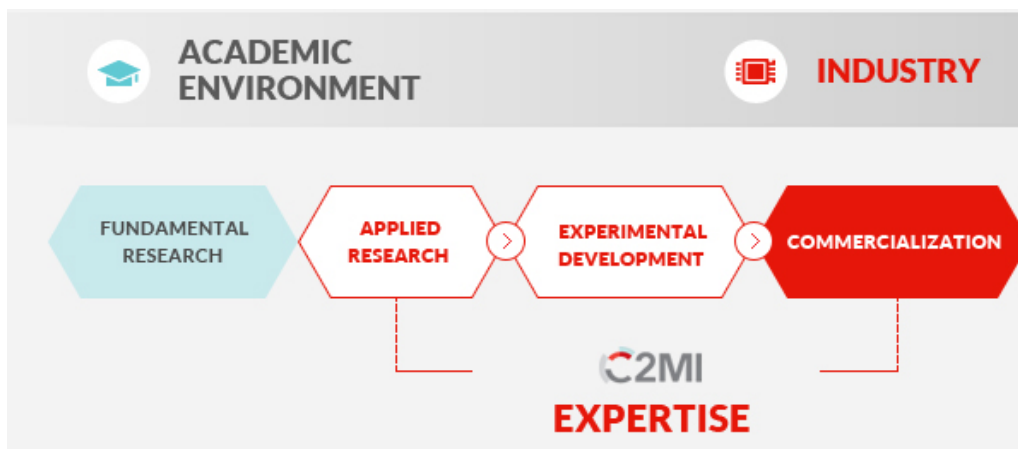 ACADEMIC
ENVIRONMENT
INDUSTRY
FUNDAMENTAL
RESEARCH
APPLIED
RESEARCH
EXPERIMENTAL
DEVELOPMENT
COMMERCIALIZATION
C2MI
EXPERTISE